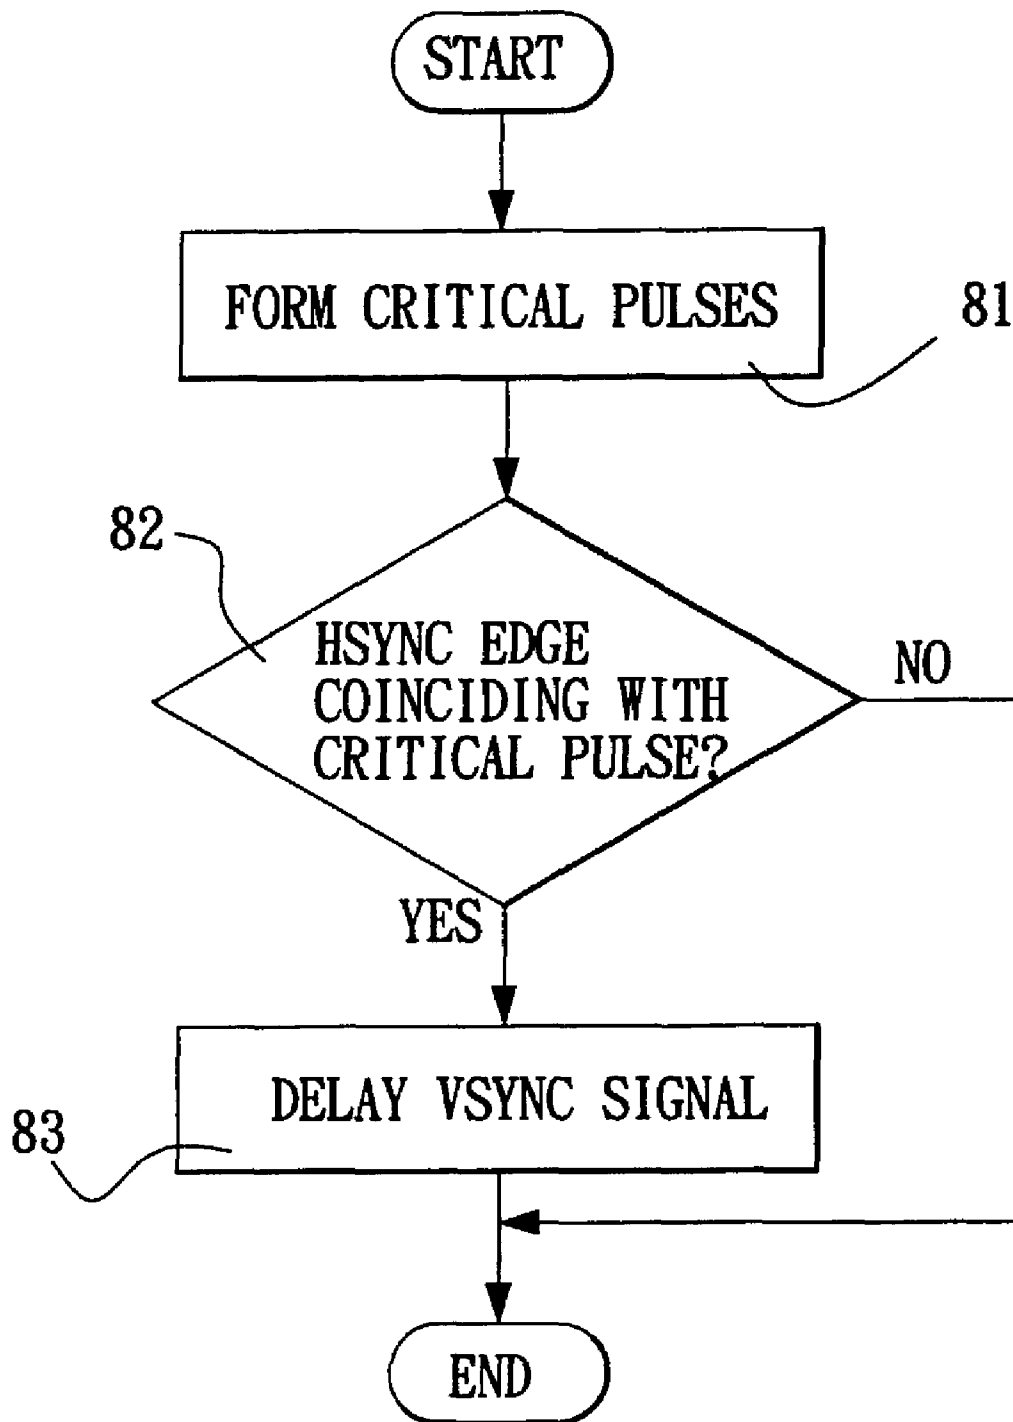 START
FORM CRITICAL PULSES
81
82
HSYNC EDGE
COINCIDING WITH
CRITICAL PULSE?
NO
YES
DELAY VSYNC SIGNAL
83
END